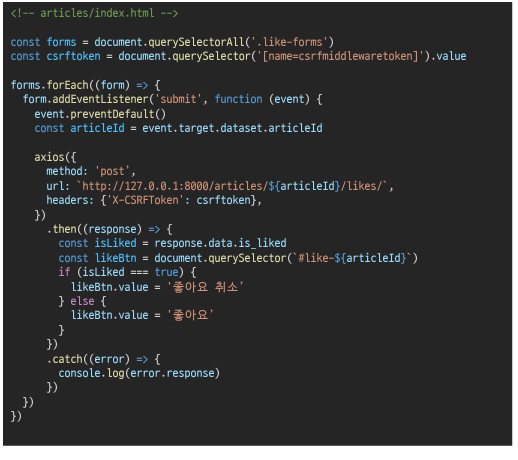 <!-- articles/index.html -->
const forms = document.querySelectorAll('.like-forms')
const csrftoken = document.querySelector('[name=csrfmiddlewaretoken]').value
forms.forEach((form) => {
form.addEventListener('submit', function (event) {
event.preventDefault()
const articleId = event.target.dataset.articleId
axios({
method: 'post’,
url: `http://127.0.0.1:8000/articles/${articleId}/likes/`,
headers: {'X-CSRFToken': csrftoken},
})
.then((response) => {
const isLiked = response.data.is_liked
const likeBtn = document.querySelector(`#like-${articleId}`)
if (isLiked === true) {
likeBtn.value = '좋아요 취소’
} else {
likeBtn.value = '좋아요’
}
})
.catch((error) => {
console.log(error.response)
})
})
})